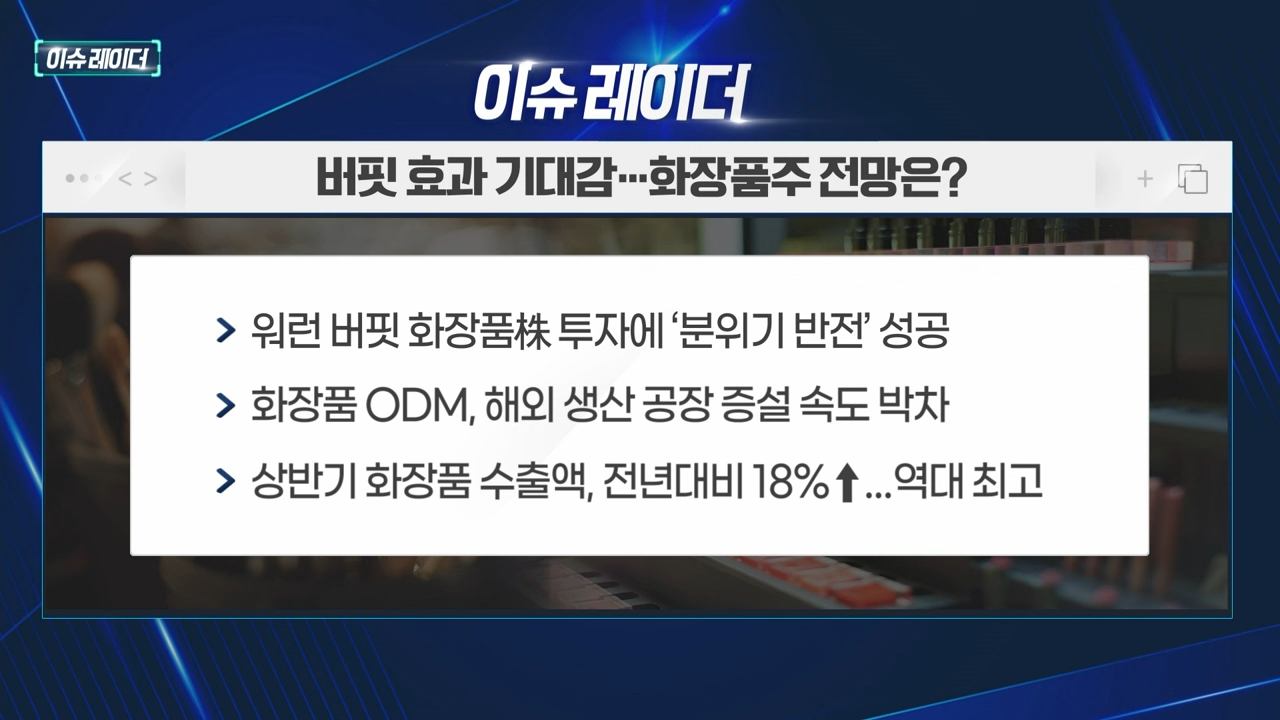 이슈 레이더
이슈 레이더
버핏 효과 기대감…화장품주 전망은?
> 워런 버핏 화장품株 투자에 ‘분위기 반전’ 성공
> 화장품 ODM, 해외 생산 공장 증설 속도 박차
> 상반기 화장품 수출액, 전년대비 18%⬆...역대 최고